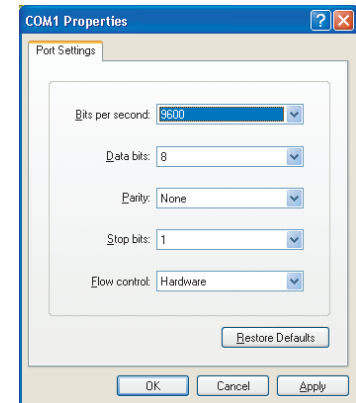 COM1 Properties
Port Settings
Bits per second: 9600
Data bits: 8
Parity: None
Stop bits: 1
Flow control: Hardware
Restore Defaults
OK Cancel Apply